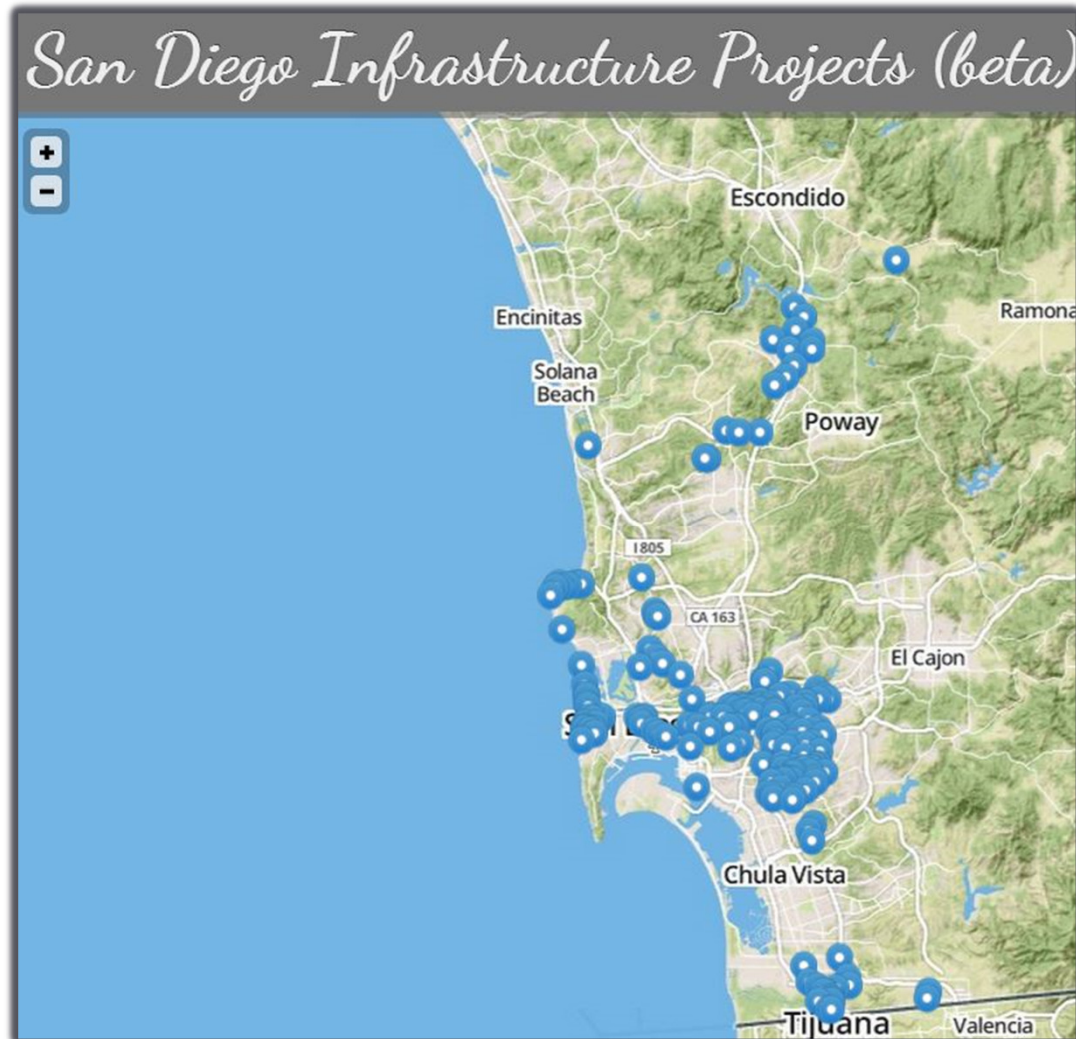 San Diego Infrastructure Projects (beta)
+
−
Escondido
Encinitas
Ramona
Solana
Beach
Poway
I 805
CA 163
El Cajon
Chula Vista
Tijuana
Valencia